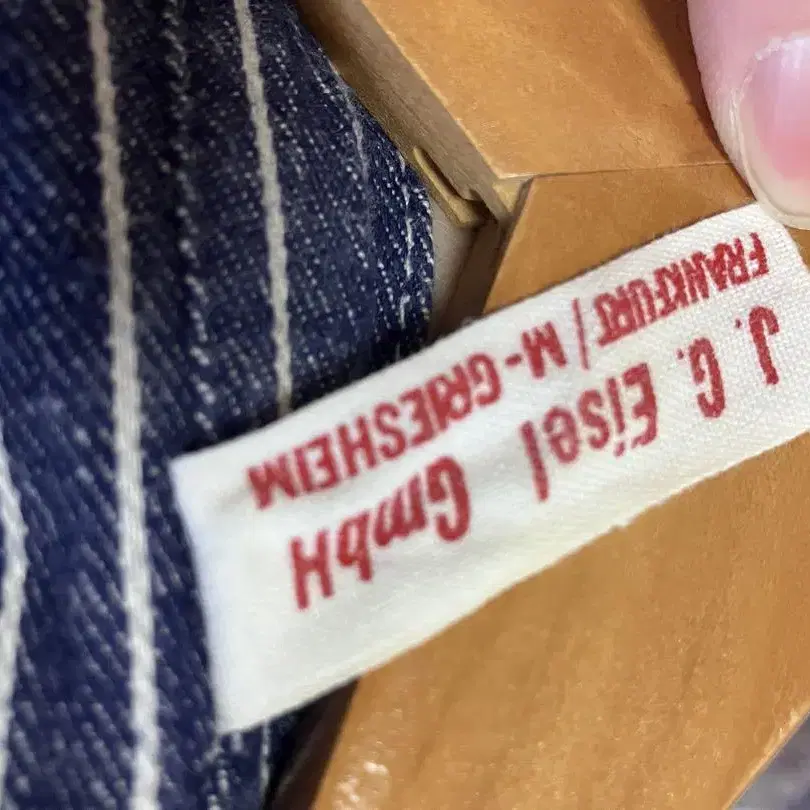 J. G. Eisel GmbH
FRANKFURT / M - GRIESHEIM